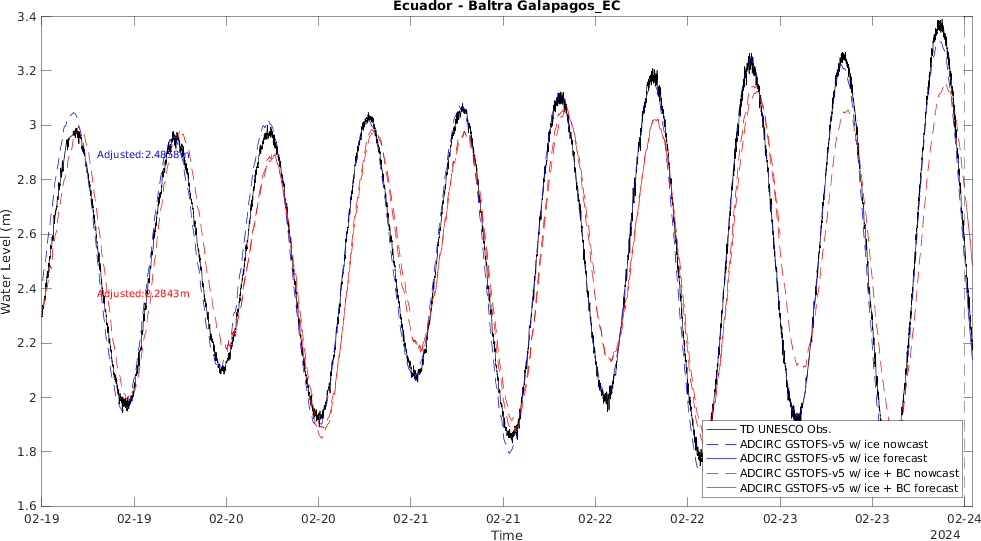 Ecuador - Baltra Galapagos_EC
3.4
3.2
3
2.8
2.6
2.4
2.2
2
1.8
1.6
Water Level (m)
Adjusted:2.4858m
Adjusted:0.2843m
TD UNESCO Obs.
ADCIRC GSTOFS-v5 w/ ice nowcast
ADCIRC GSTOFS-v5 w/ ice forecast
ADCIRC GSTOFS-v5 w/ ice + BC nowcast
ADCIRC GSTOFS-v5 w/ ice + BC forecast
02-19 02-19 02-20 02-20 02-21 02-21 02-22 02-22 02-23 02-23 02-24
Time
2024